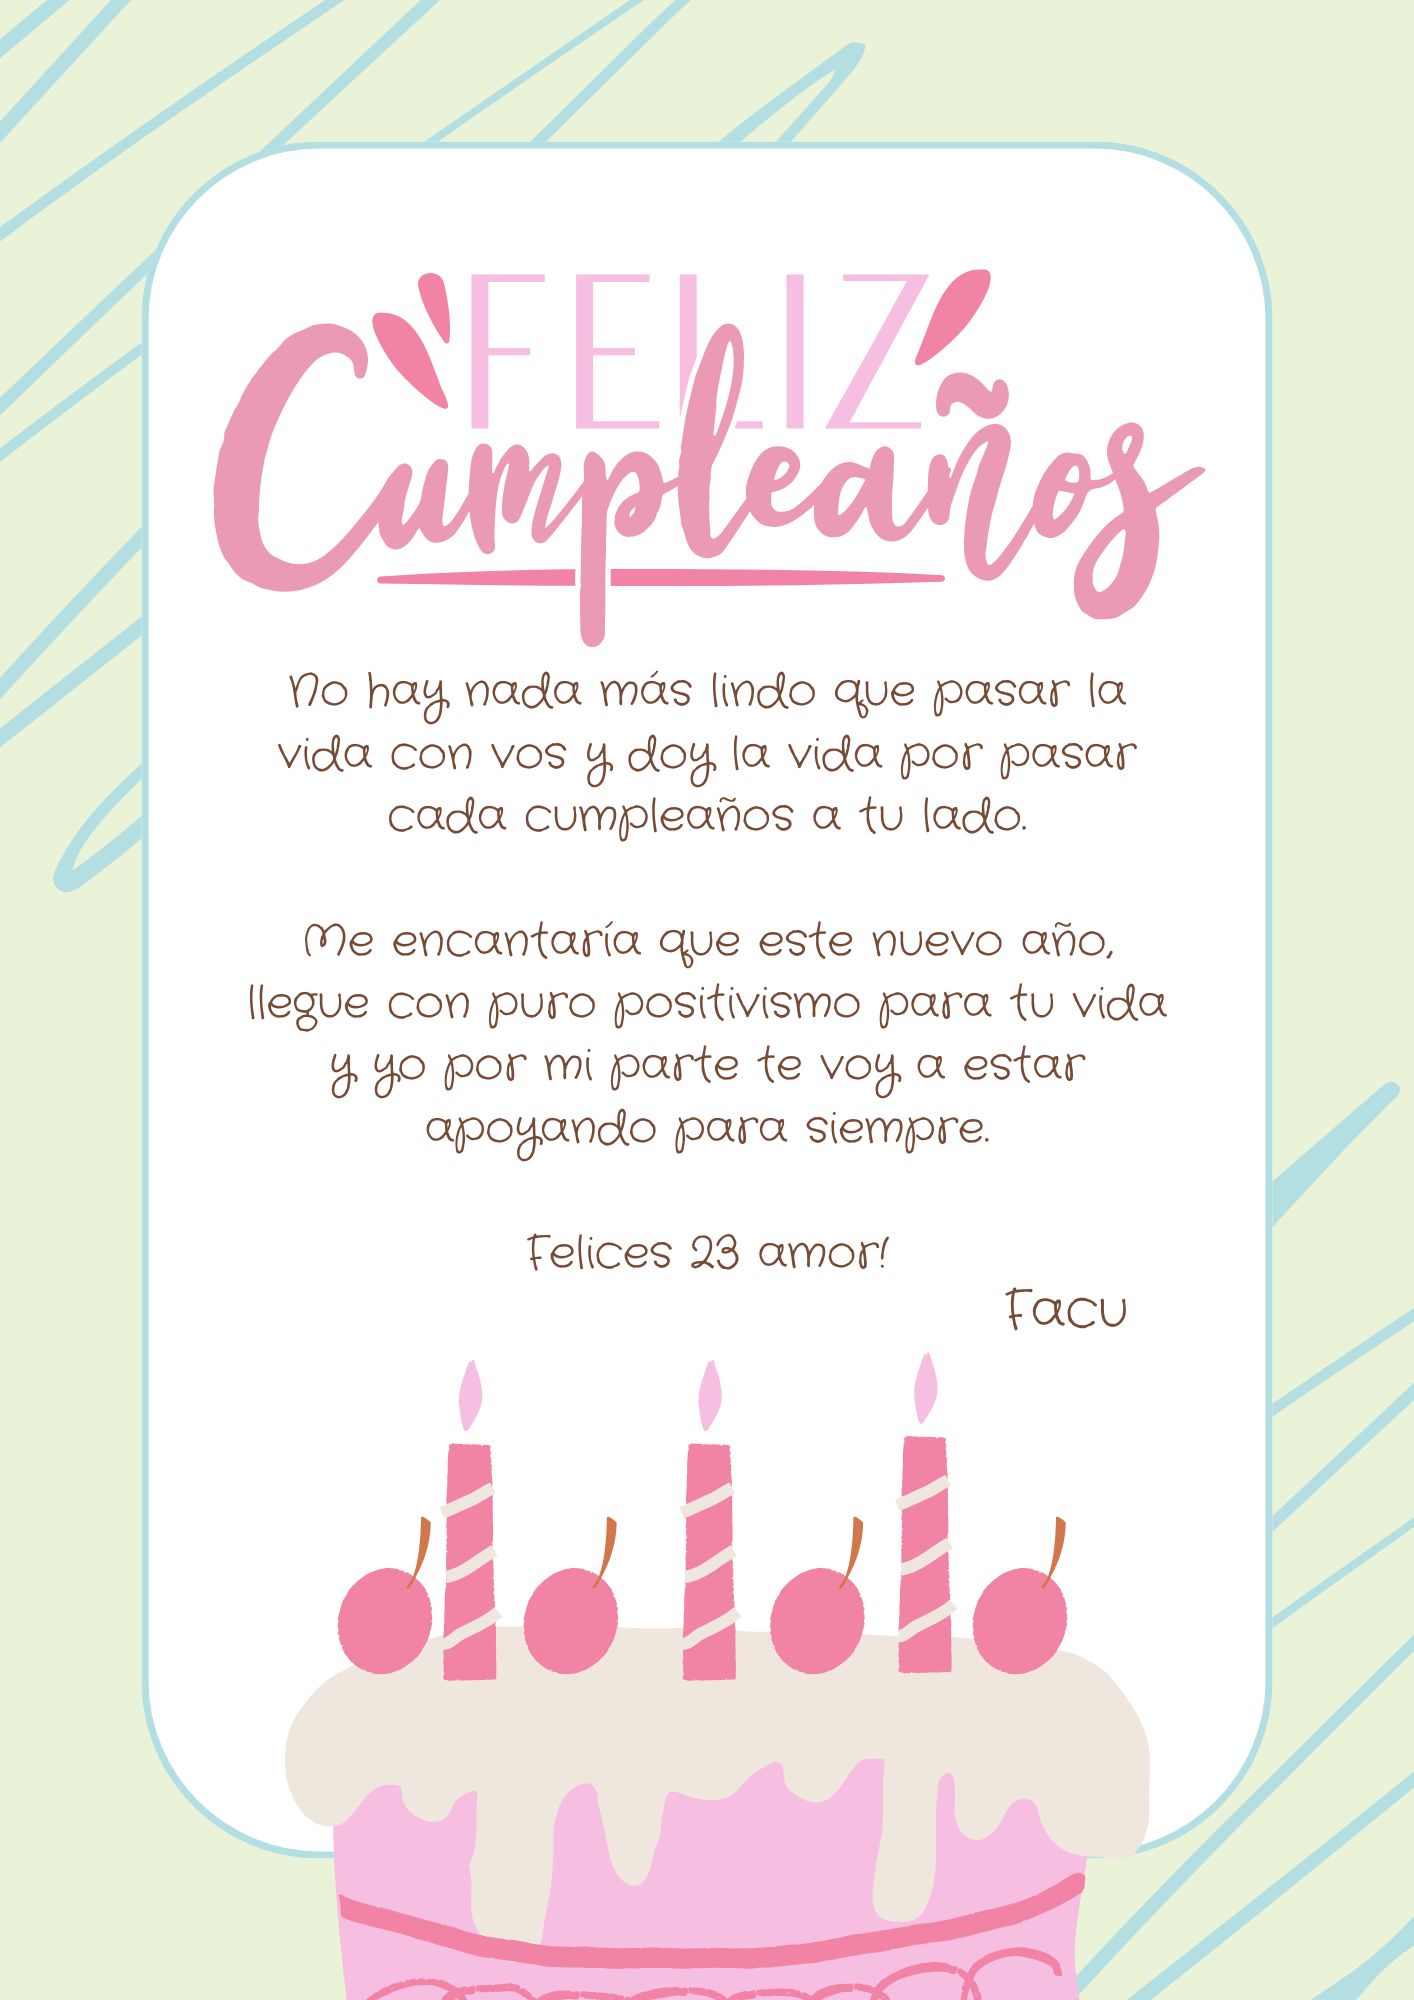 FELIZ
Cumpleaños
No hay nada más lindo que pasar la
vida con vos y doy la vida por pasar
cada cumpleaños a tu lado.
Me encantaría que este nuevo año,
llegue con puro positivismo para tu vida
y yo por mi parte te voy a estar
apoyando para siempre.
Felices 23 amor!
Facu